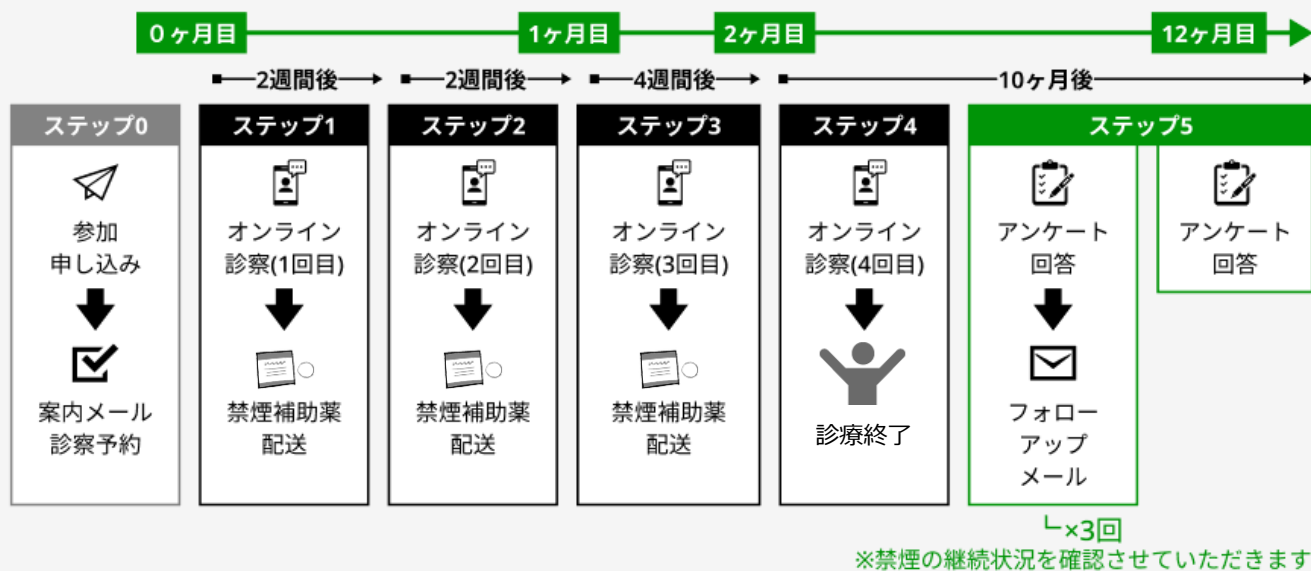 0ヶ月目
1ヶ月目
2ヶ月目
12ヶ月目
2週間後
2週間後
4週間後
10ヶ月後
ステップ0
参加
申し込み
案内メール
診察予約
ステップ1
オンライン
診察(1回目)
禁煙補助薬
配送
ステップ2
オンライン
診察(2回目)
禁煙補助薬
配送
ステップ3
オンライン
診察(3回目)
禁煙補助薬
配送
ステップ4
オンライン
診察(4回目)
診療終了
ステップ5
アンケート
回答
フォロー
アップ
メール
アンケート
回答
└×3回
※禁煙の継続状況を確認させていただきます